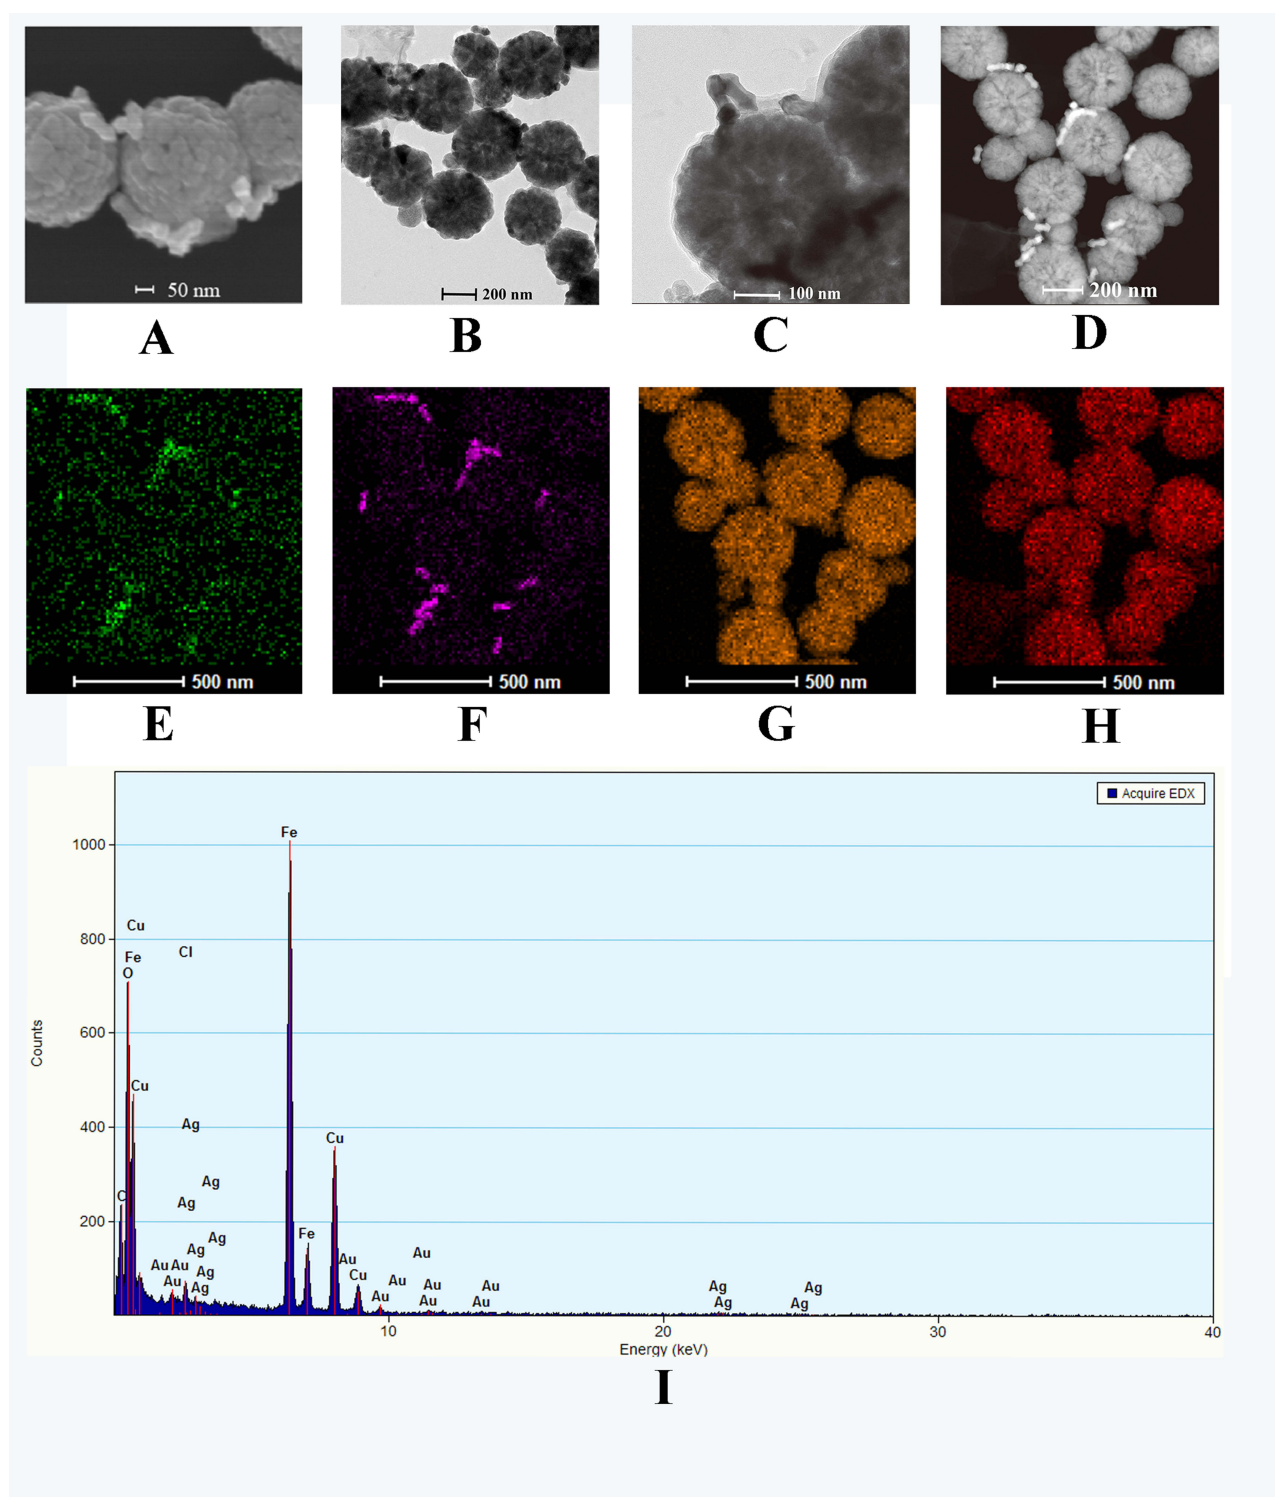 50 nm
200 nm
100 nm
200 nm
A
B
C
D
500 nm
500 nm
500 nm
500 nm
E
F
G
H
Acquire EDX
Counts
1000
800
600
400
200
Fe
Cu
Cl
Fe
O
Cu
Ag
Cu
Ag
C
Ag
Fe
Ag
Ag
Au
Au
Au
Au
Ag
Cu
Au
Au
Ag
Au
Au
Ag
Ag
Au
Au
Au
Ag
Ag
10
20
30
40
Energy (keV)
I